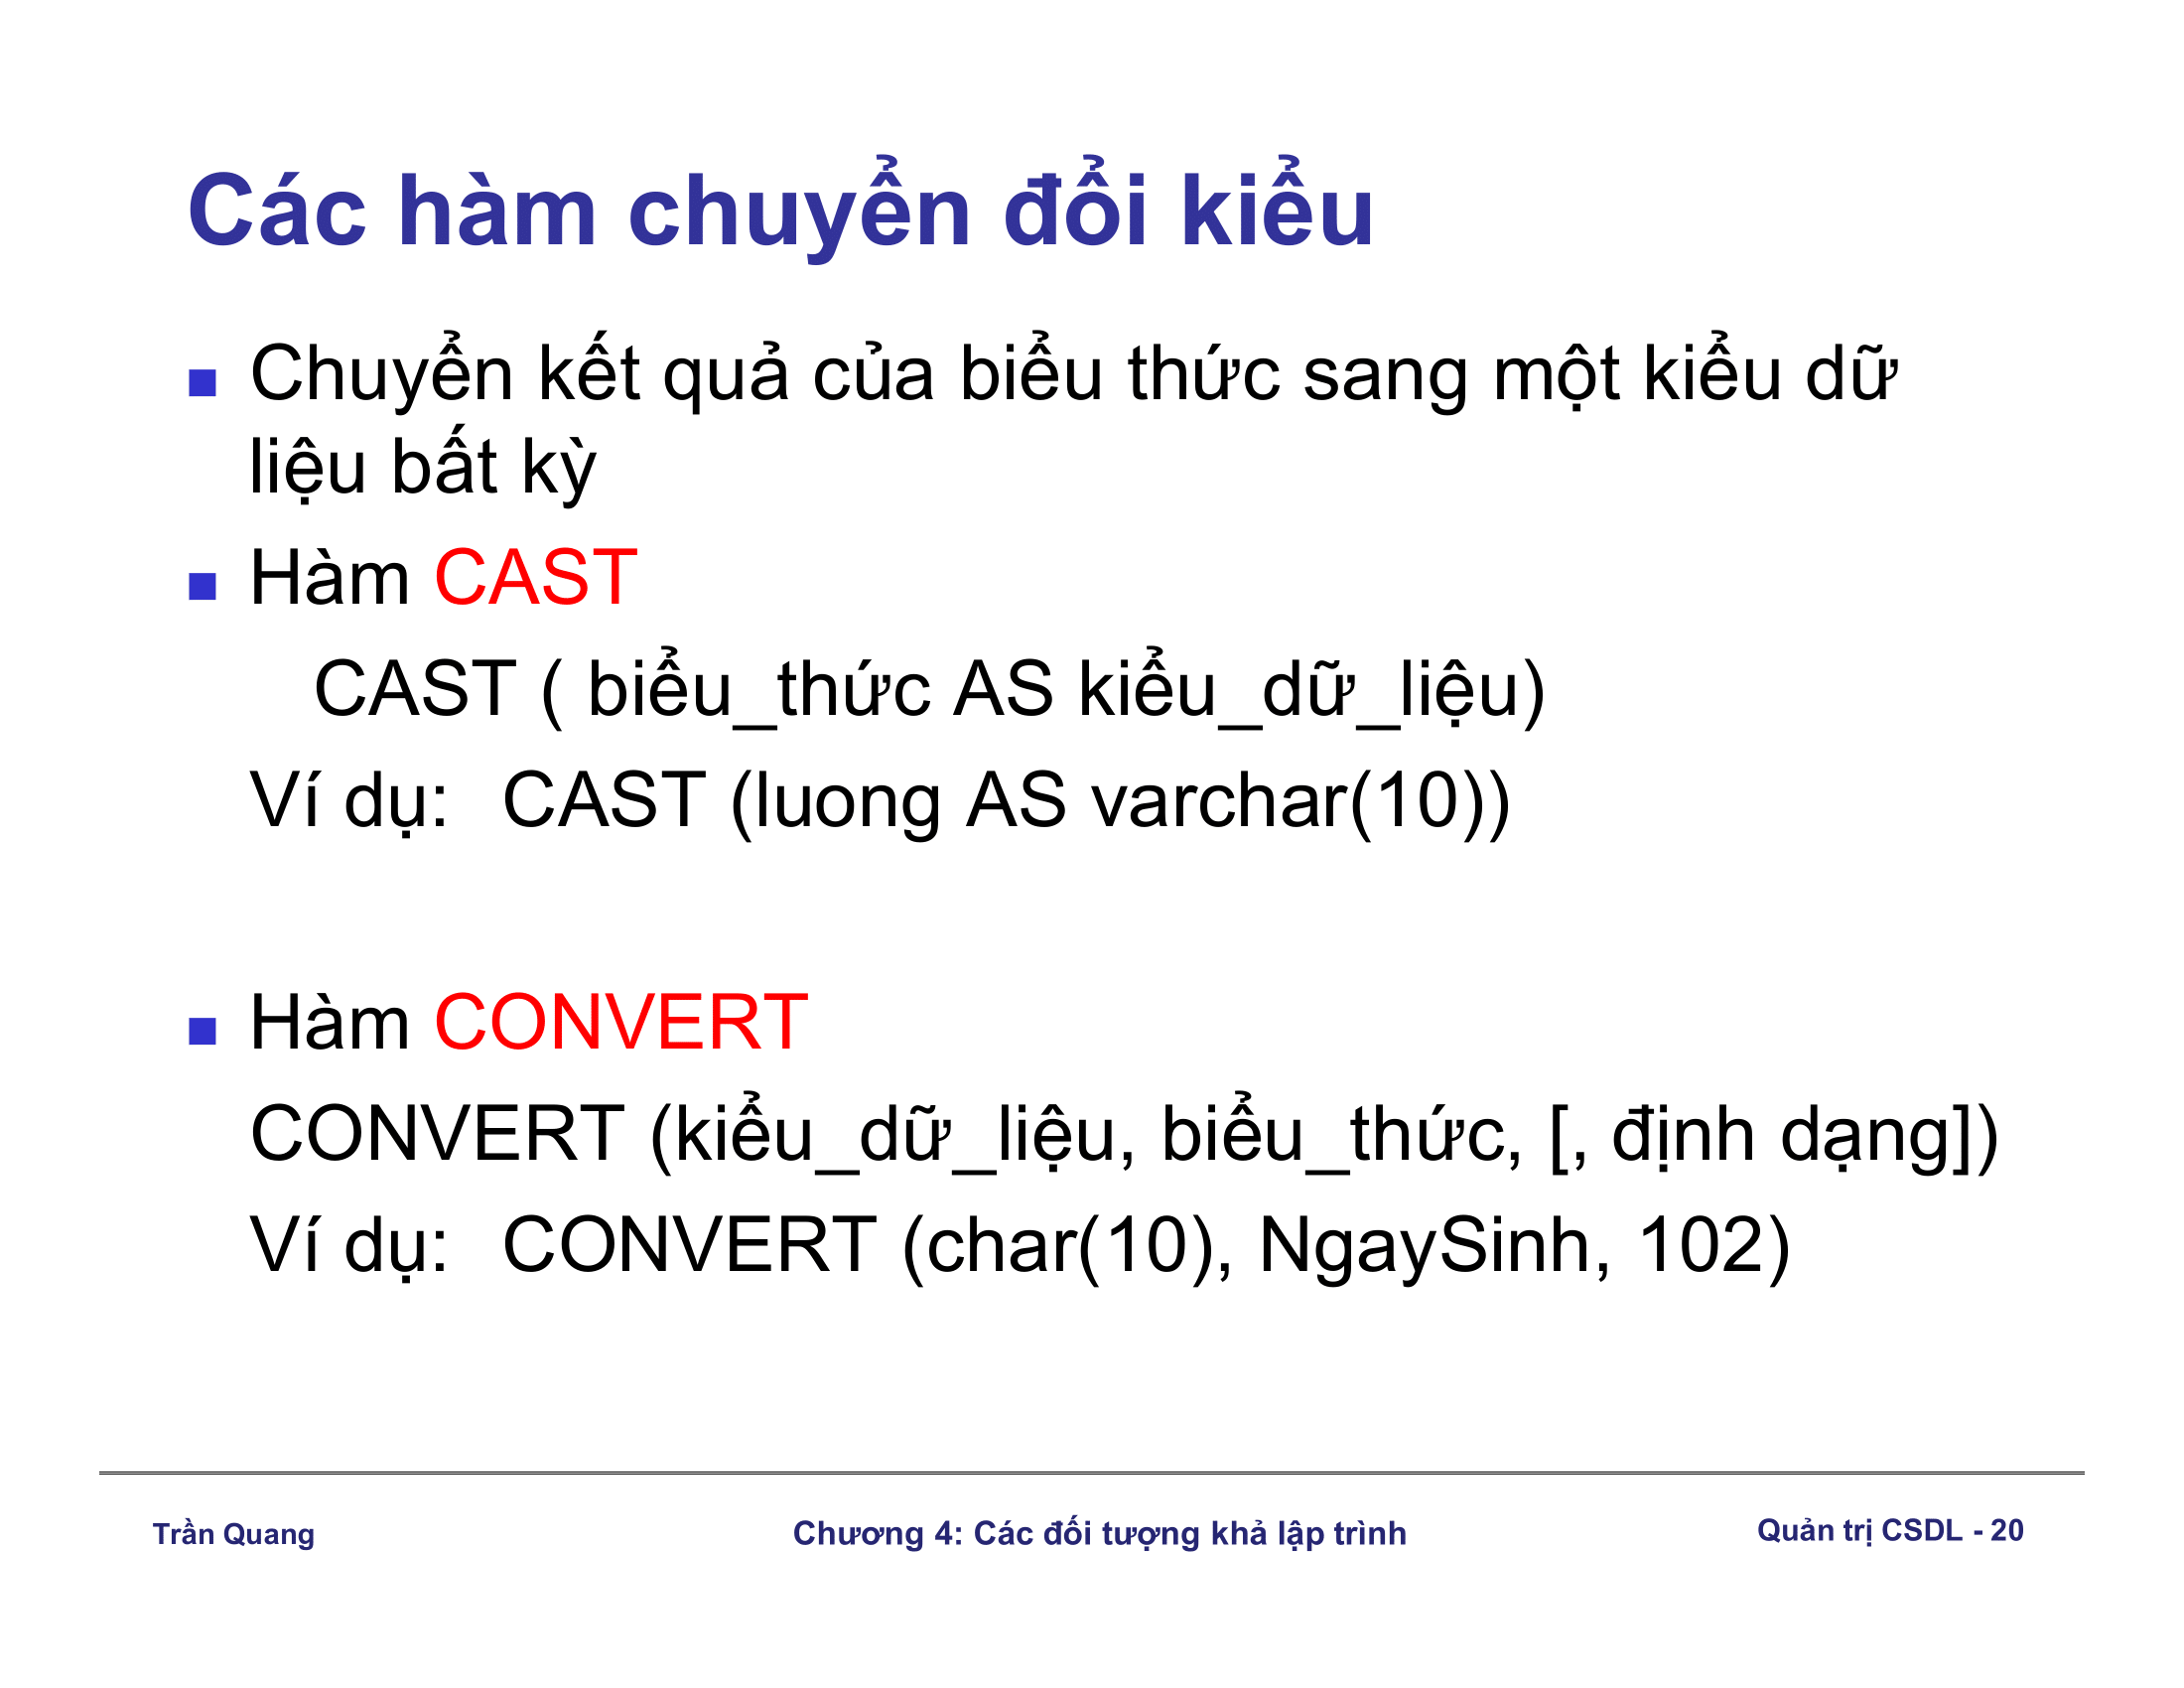 Các hàm chuyển đổi kiểu
Chuyển kết quả của biểu thức sang một kiểu dữ
liệu bất kỳ
Hàm CAST
CAST ( biểu_thức AS kiểu_dữ_liệu)
Ví dụ: CAST (luong AS varchar(10))
Hàm CONVERT
CONVERT (kiểu_dữ_liệu, biểu_thức, [, định dạng])
Ví dụ: CONVERT (char(10), NgaySinh, 102)
Trần Quang
Chương 4: Các đối tượng khả lập trình
Quản trị CSDL - 20